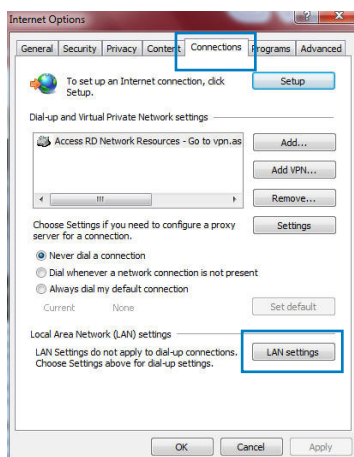 Internet Options
General Security Privacy Content Connections Programs Advanced
To set up an Internet connection, click Setup.
Setup
Dial-up and Virtual Private Network settings
Access RD Network Resources - Go to vpn.as
Add...
Add VPN...
Remove...
Choose Settings if you need to configure a proxy
server for a connection.
Settings
Never dial a connection
Dial whenever a network connection is not present
Always dial my default connection
Current None
Set default
Local Area Network (LAN) settings
LAN Settings do not apply to dial-up connections.
Choose Settings above for dial-up settings.
LAN settings
OK Cancel Apply